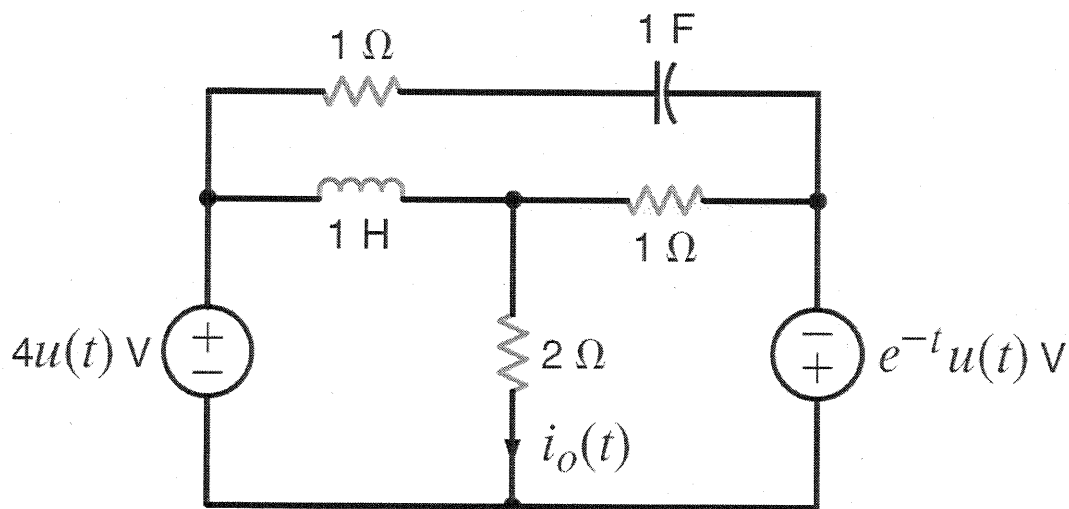 1 Ω
1 F
1 H
1 Ω
4u(t) V
+
−
2 Ω
−
+
e^{−t} u(t) V
i_o(t)